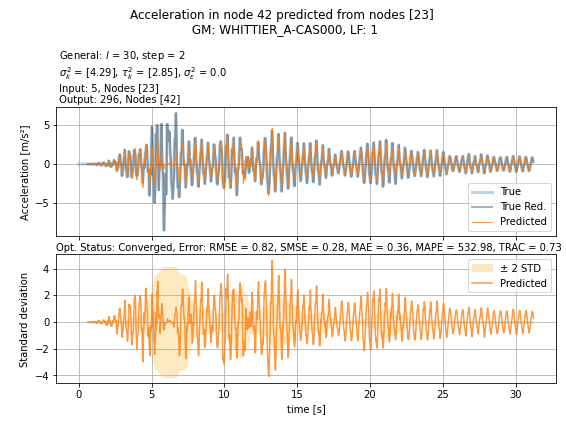 Acceleration in node 42 predicted from nodes [23]
GM: WHITTIER_A-CAS000, LF: 1
General: l = 30, step = 2
σ²ₖ = [4.29], τ²ₖ = [2.85], σ²ₑ = 0.0
Input: 5, Nodes [23]
Output: 296, Nodes [42]
Acceleration [m/s²]
5
0
−5
True
True Red.
Predicted
Opt. Status: Converged, Error: RMSE = 0.82, SMSE = 0.28, MAE = 0.36, MAPE = 532.98, TRAC = 0.73
Standard deviation
4
2
0
−2
−4
± 2 STD
Predicted
0 5 10 15 20 25 30
time [s]